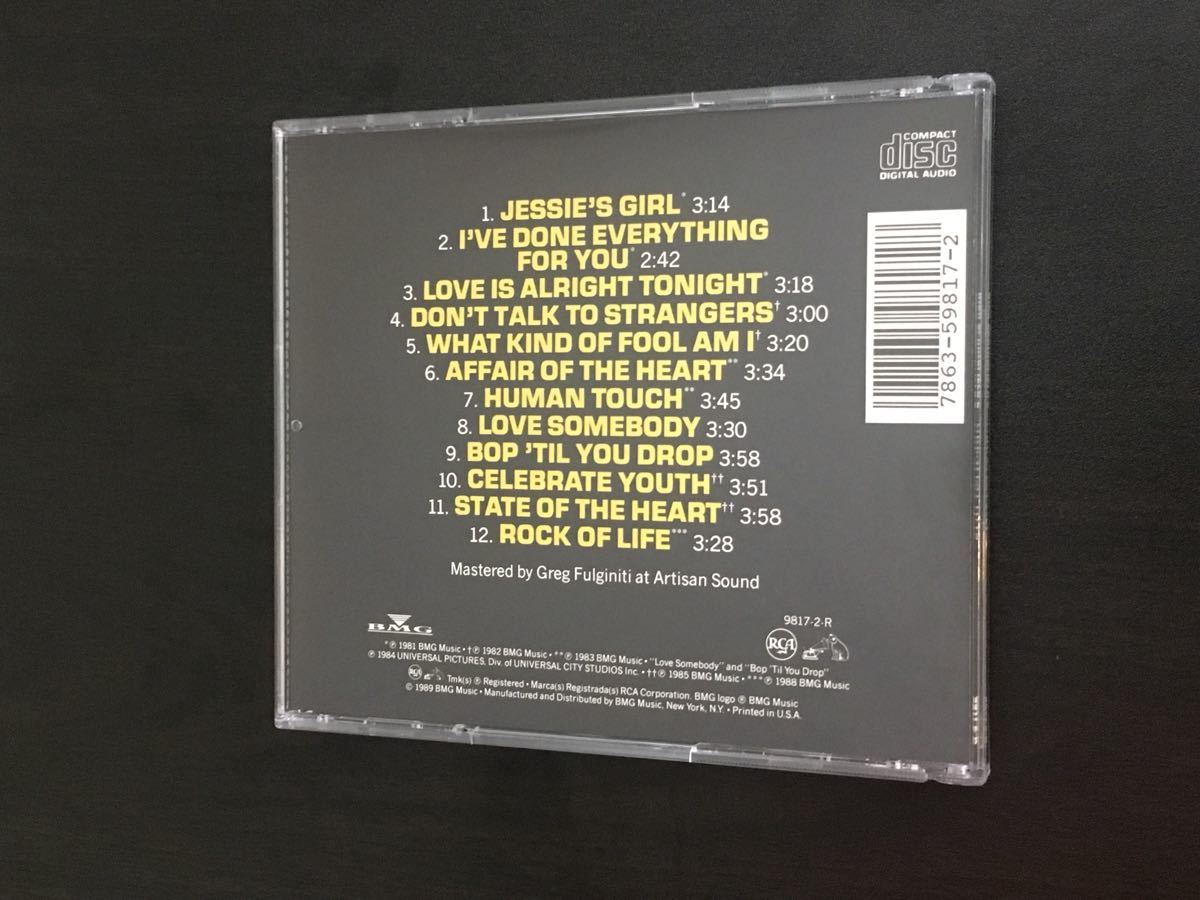 COMPACT
disc
DIGITAL AUDIO
1. JESSIE'S GIRL* 3:14
2. I'VE DONE EVERYTHING
FOR YOU* 2:42
3. LOVE IS ALRIGHT TONIGHT* 3:18
4. DON'T TALK TO STRANGERS† 3:00
5. WHAT KIND OF FOOL AM I† 3:20
6. AFFAIR OF THE HEART** 3:34
7. HUMAN TOUCH** 3:45
8. LOVE SOMEBODY 3:30
9. BOP 'TIL YOU DROP 3:58
10. CELEBRATE YOUTH†† 3:51
11. STATE OF THE HEART†† 3:58
12. ROCK OF LIFE*** 3:28
7863-59817-2
Mastered by Greg Fulginiti at Artisan Sound
BMG
9817-2-R
RCA
*℗ 1981 BMG Music • †℗ 1982 BMG Music • **℗ 1983 BMG Music • "Love Somebody" and "Bop 'Til You Drop"
℗ 1984 UNIVERSAL PICTURES, Div. of UNIVERSAL CITY STUDIOS Inc. • ††℗ 1985 BMG Music • ***℗ 1988 BMG Music
RCA Tmk(s) ® Registered • Marca(s) Registrada(s) RCA Corporation. BMG logo ® BMG Music
© 1989 BMG Music • Manufactured and Distributed by BMG Music, New York, N.Y. • Printed in U.S.A.